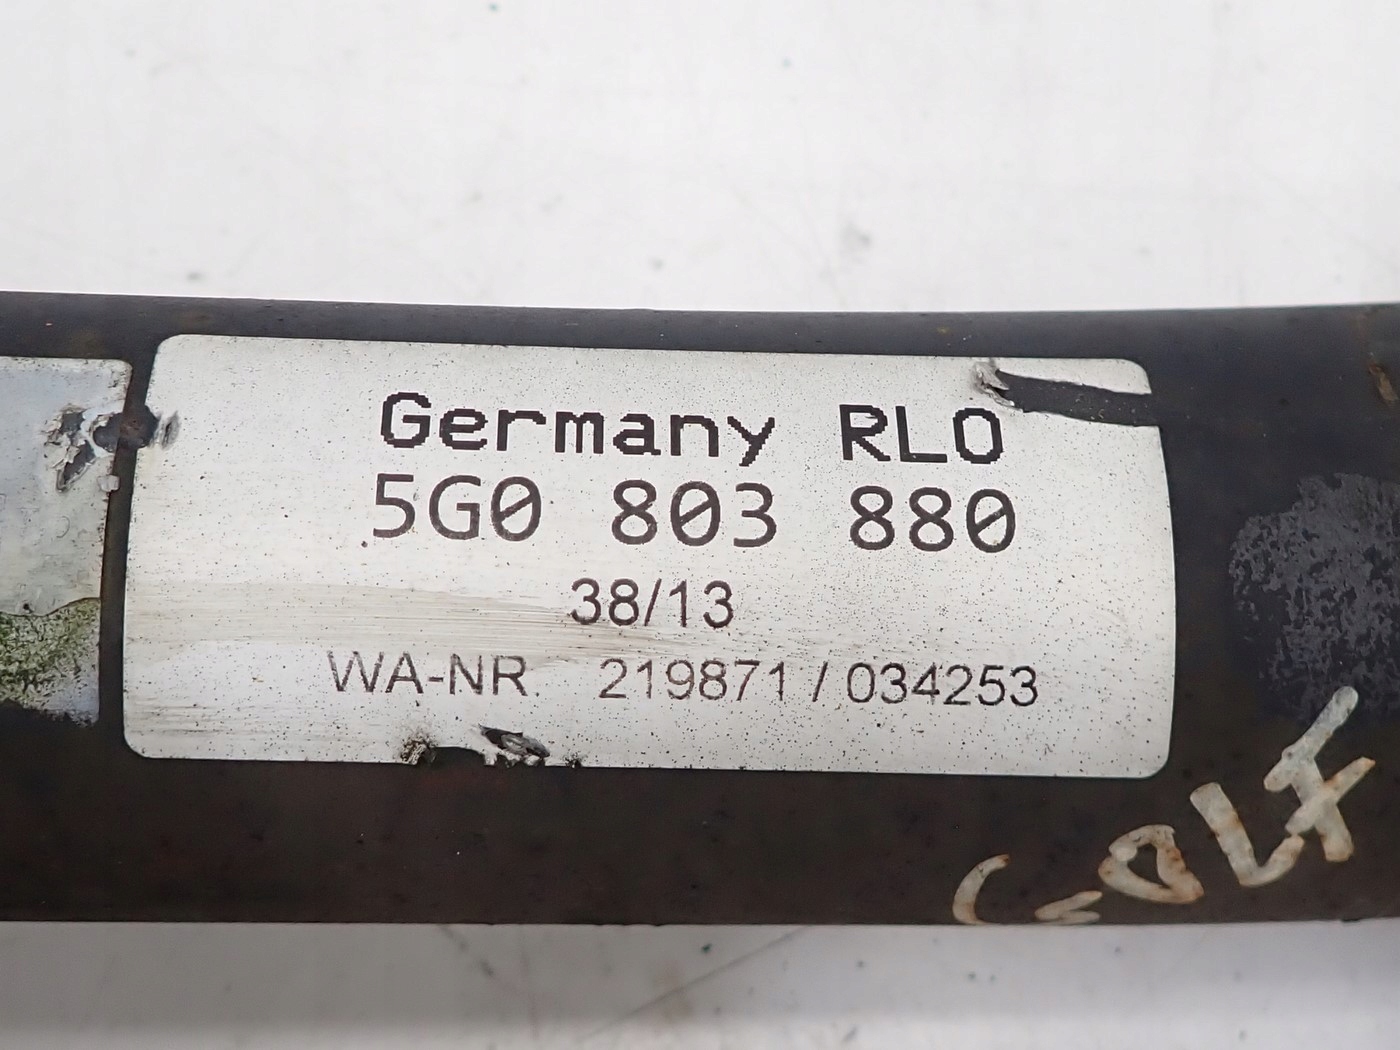 Germany RLO
5G0 803 880
38/13
WA-NR. 219871 / 034253
GOLF